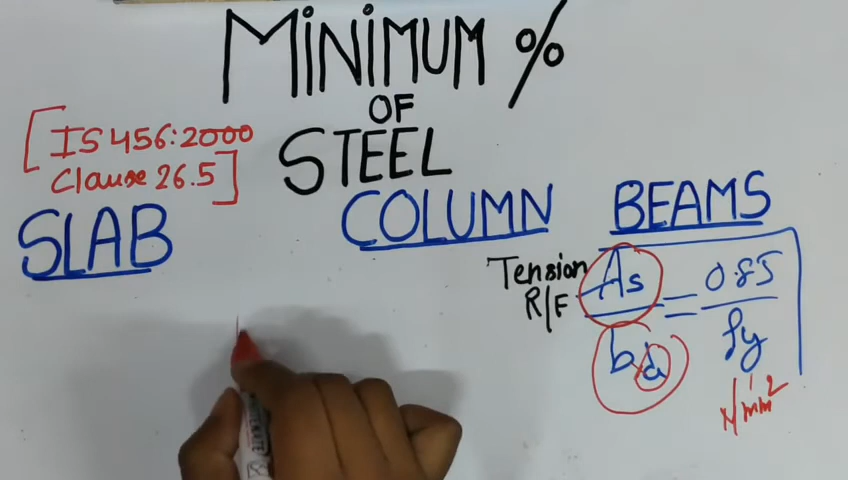 MiNiMUM %
OF
STEEL
[IS 456:2000
Clause 26.5]
SLAB
COLUMN
BEAMS
Tension
R/F
As
bd
=
0.85
fy
N/mm²